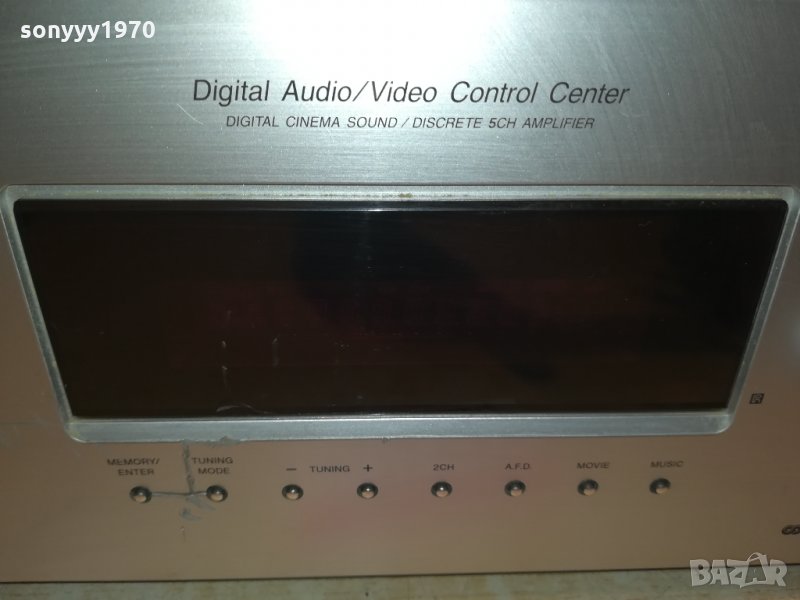 sonyyy1970
Digital Audio/Video Control Center
DIGITAL CINEMA SOUND / DISCRETE 5CH AMPLIFIER
MEMORY/
ENTER
TUNING
MODE
− TUNING +
2CH
A.F.D.
MOVIE
MUSIC
BAZAR